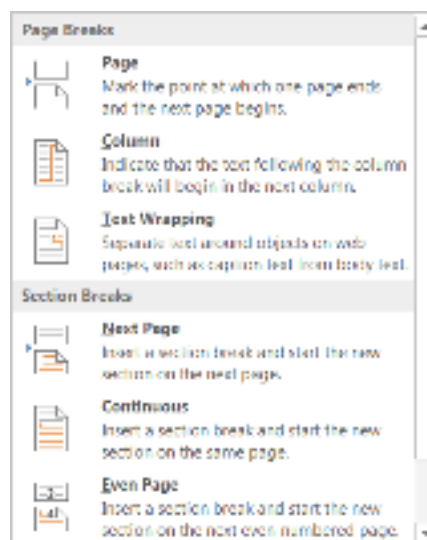 Page Breaks
Page
Mark the point at which one page ends
and the next page begins.
Column
Indicate that the text following the column
break will begin in the next column.
Text Wrapping
Separate text around objects on web
pages, such as caption text from body text.
Section Breaks
Next Page
Insert a section break and start the new
section on the next page.
Continuous
Insert a section break and start the new
section on the same page.
Even Page
Insert a section break and start the new
section on the next even-numbered page.